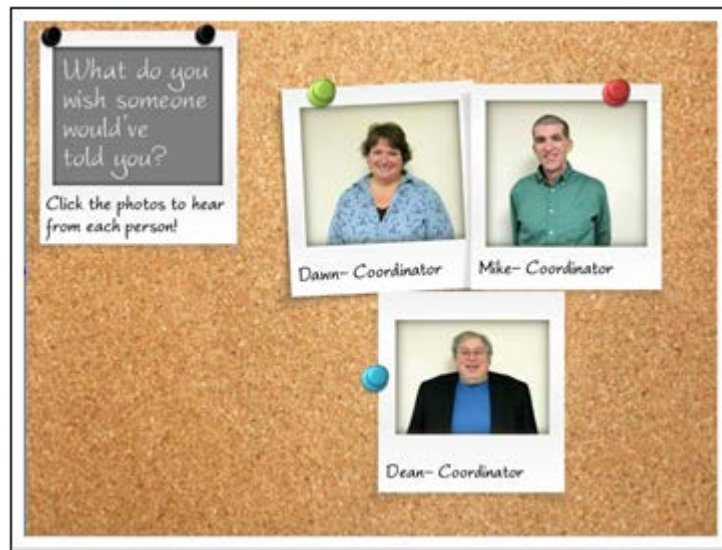 What do you
wish someone
would've
told you?
Click the photos to hear
from each person!
Dawn- Coordinator
Mike- Coordinator
Dean- Coordinator